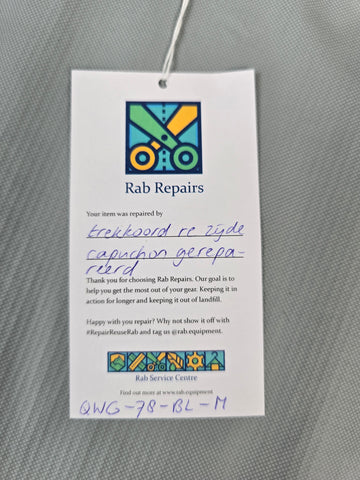 Rab Repairs
Your item was repaired by
trekkoord re zijde
capuchon gerepa-
reerd
Thank you for choosing Rab Repairs. Our goal is to
help you get the most out of your gear. Keeping it in
action for longer and keeping it out of landfill.
Happy with you repair? Why not show it off with
#RepairReuseRab and tag us @rab.equipment.
Rab Service Centre
Find out more at www.rab.equipment
QWG-78-BL-M